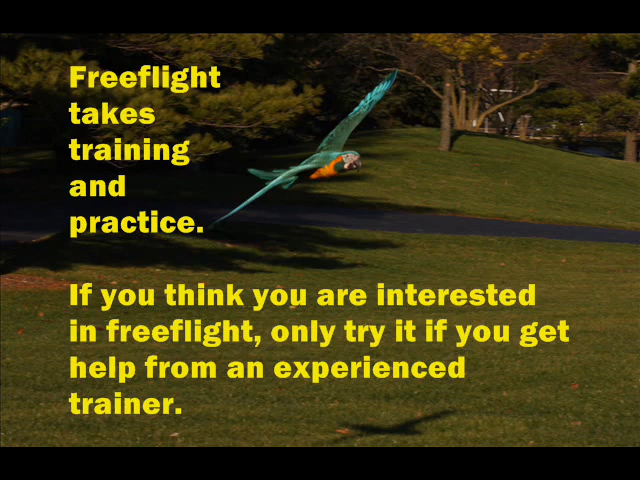 Freeflight
takes
training
and
practice.
If you think you are interested
in freeflight, only try it if you get
help from an experienced
trainer.